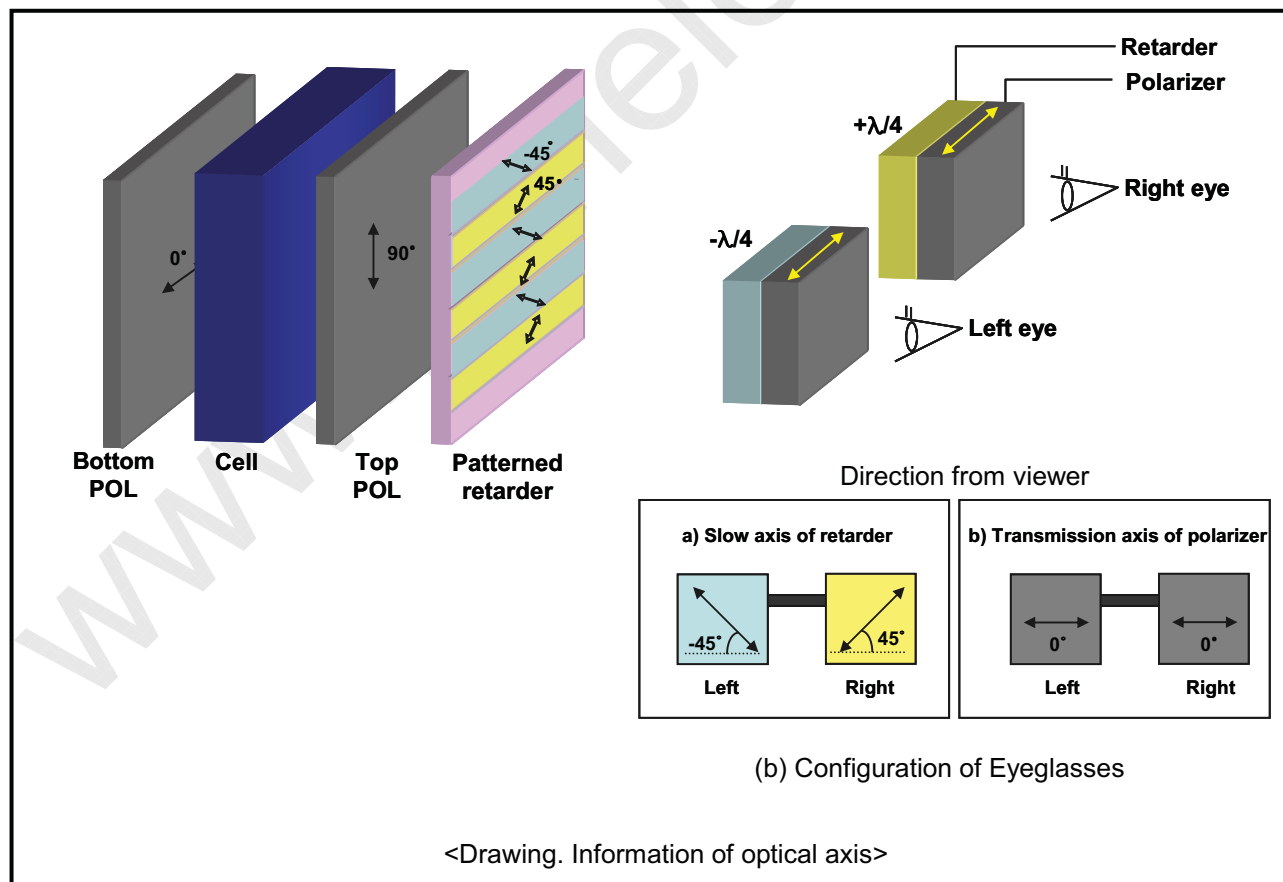 Retarder
Polarizer
+λ/4
Right eye
-λ/4
Left eye
-45°
45°
0°
90°
Bottom
POL
Cell
Top
POL
Patterned
retarder
Direction from viewer
a) Slow axis of retarder
-45°
45°
Left
Right
b) Transmission axis of polarizer
0°
0°
Left
Right
(b) Configuration of Eyeglasses
<Drawing. Information of optical axis>